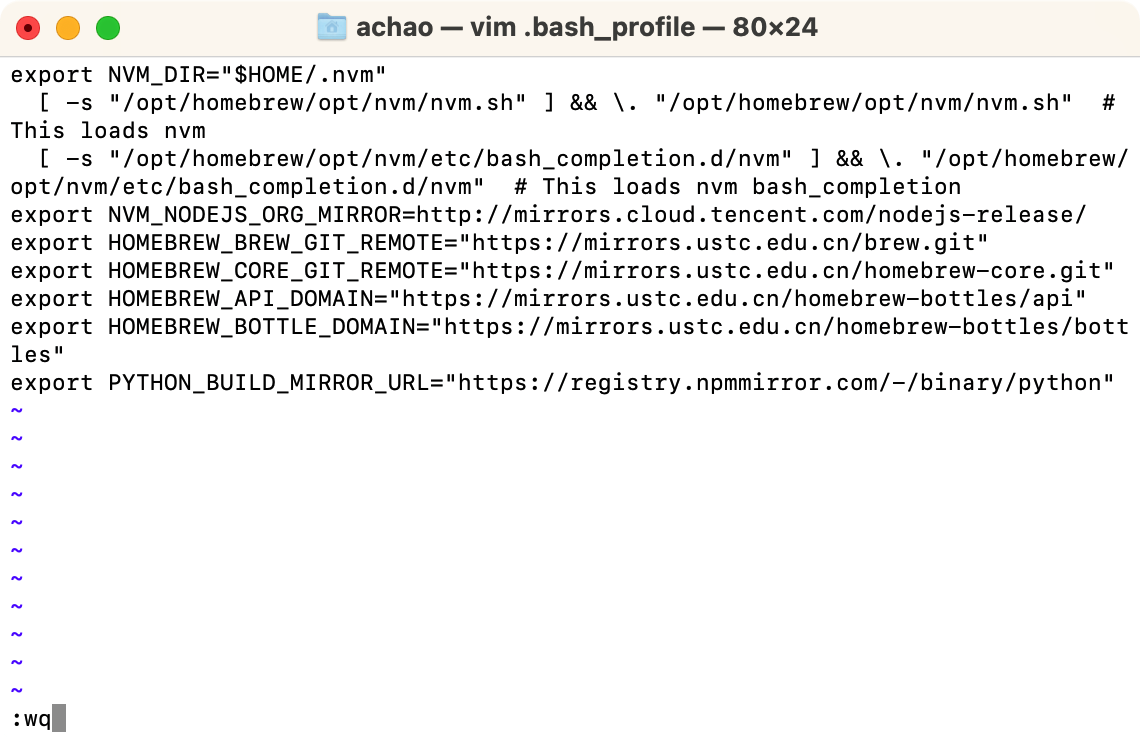 achao — vim .bash_profile — 80×24
export NVM_DIR="$HOME/.nvm"
  [ -s "/opt/homebrew/opt/nvm/nvm.sh" ] && \. "/opt/homebrew/opt/nvm/nvm.sh"  #
This loads nvm
  [ -s "/opt/homebrew/opt/nvm/etc/bash_completion.d/nvm" ] && \. "/opt/homebrew/
opt/nvm/etc/bash_completion.d/nvm"  # This loads nvm bash_completion
export NVM_NODEJS_ORG_MIRROR=http://mirrors.cloud.tencent.com/nodejs-release/
export HOMEBREW_BREW_GIT_REMOTE="https://mirrors.ustc.edu.cn/brew.git"
export HOMEBREW_CORE_GIT_REMOTE="https://mirrors.ustc.edu.cn/homebrew-core.git"
export HOMEBREW_API_DOMAIN="https://mirrors.ustc.edu.cn/homebrew-bottles/api"
export HOMEBREW_BOTTLE_DOMAIN="https://mirrors.ustc.edu.cn/homebrew-bottles/bott
les"
export PYTHON_BUILD_MIRROR_URL="https://registry.npmmirror.com/-/binary/python"
~
~
~
~
~
~
~
~
~
~
~
:wq